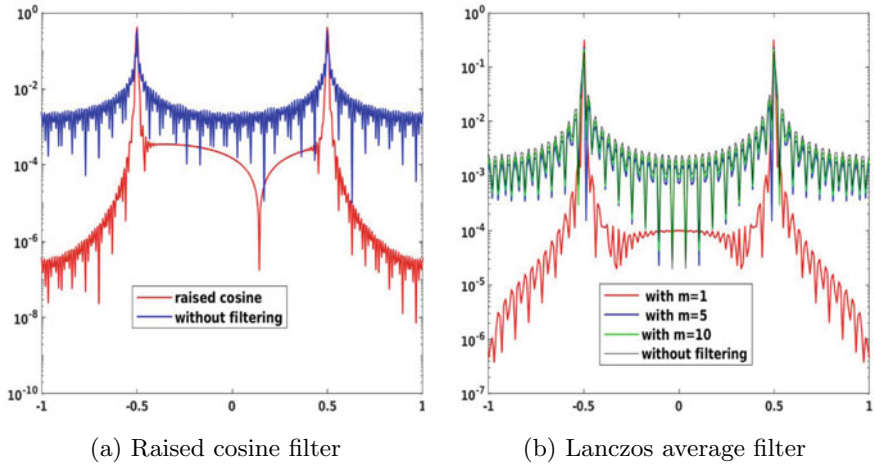 10^0
10^-2
10^-4
10^-6
10^-8
10^-10
-1 -0.5 0 0.5 1
raised cosine
without filtering
(a) Raised cosine filter
10^0
10^-1
10^-2
10^-3
10^-4
10^-5
10^-6
10^-7
-1 -0.5 0 0.5 1
with m=1
with m=5
with m=10
without filtering
(b) Lanczos average filter